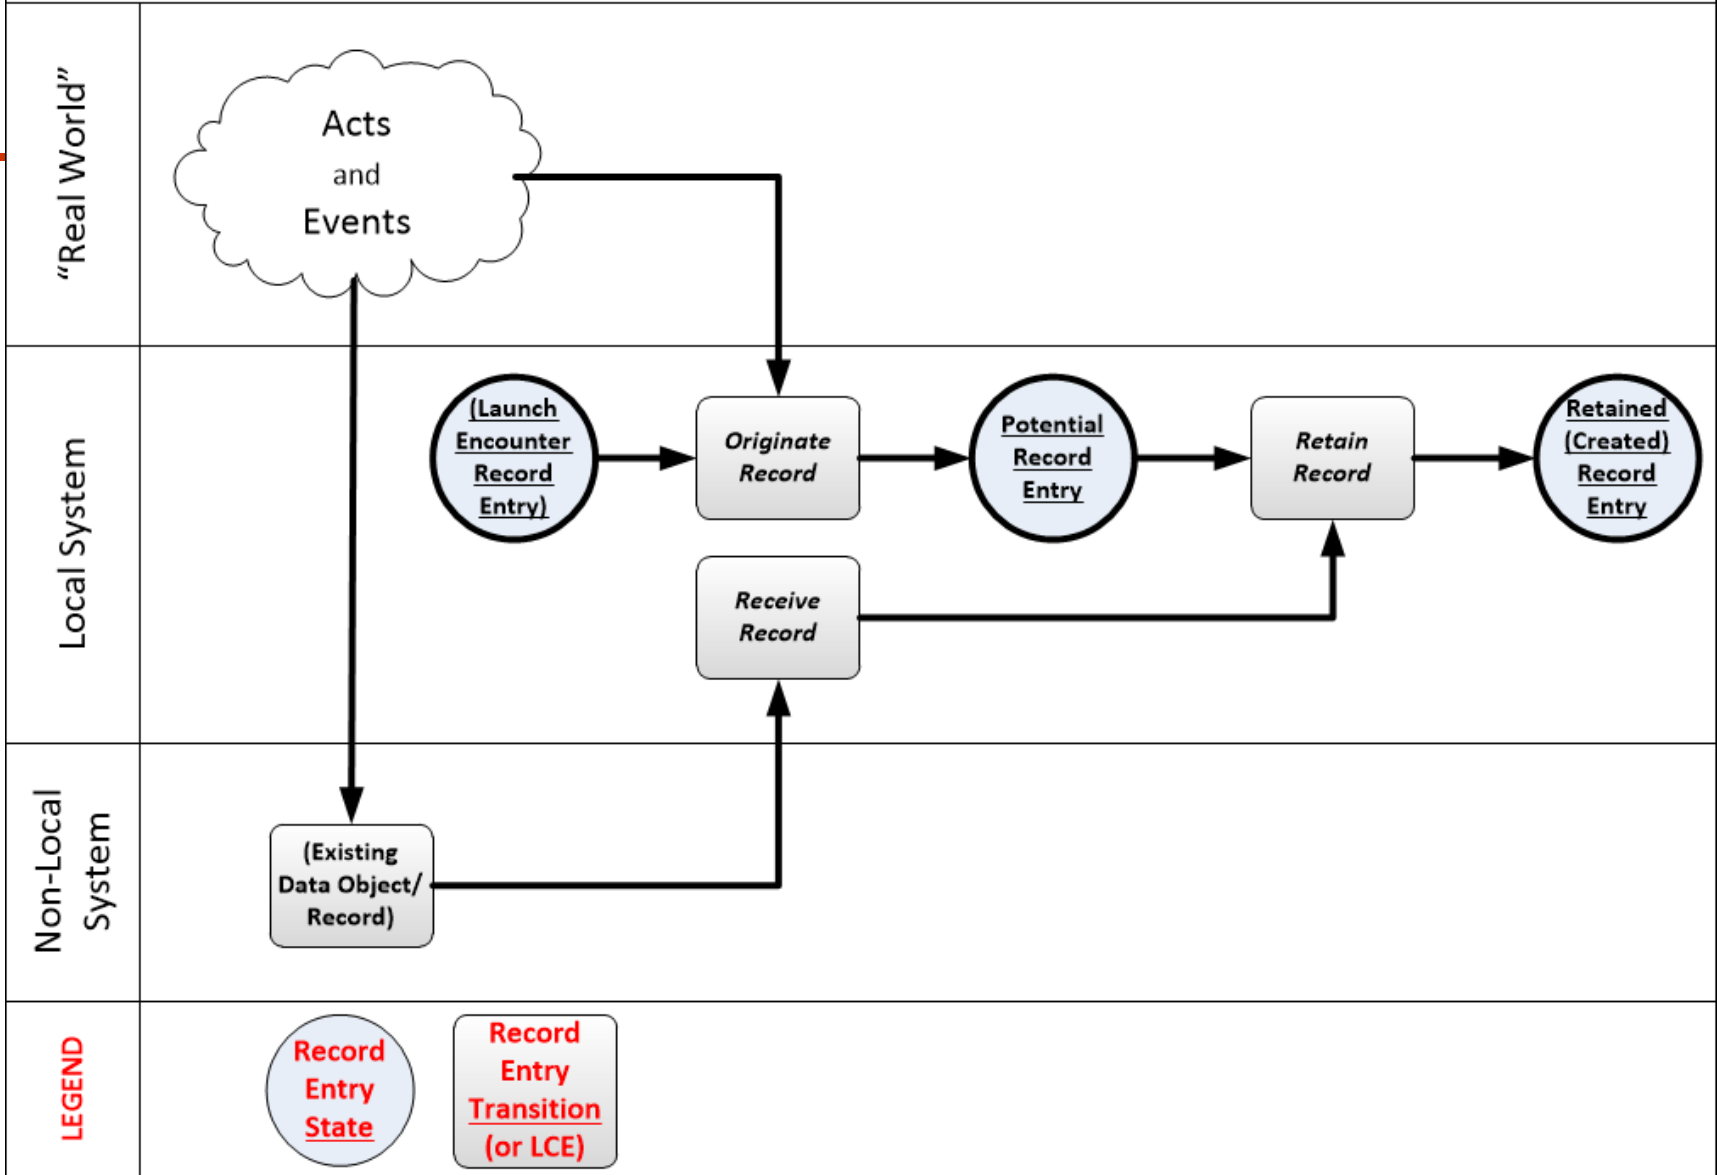 “Real World”
Acts
and
Events
Local System
(Launch
Encounter
Record
Entry)
Originate
Record
Potential
Record
Entry
Retain
Record
Retained
(Created)
Record
Entry
Receive
Record
Non-Local
System
(Existing
Data Object/
Record)
LEGEND
Record
Entry
State
Record
Entry
Transition
(or LCE)